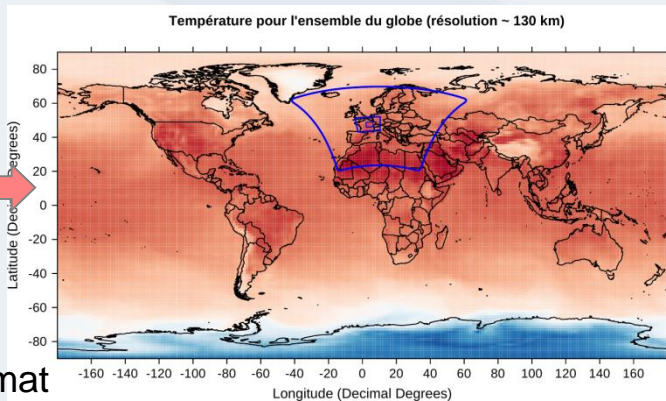 Température pour l'ensemble du globe (résolution ~ 130 km)
80
60
40
20
0
-20
-40
-60
-80
Latitude (Decimal Degrees)
-160 -140 -120 -100 -80 -60 -40 -20 0 20 40 60 80 100 120 140 160
Longitude (Decimal Degrees)
mat